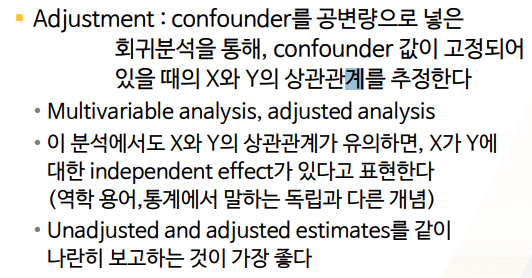 Adjustment : confounder를 공변량으로 넣은
회귀분석을 통해, confounder 값이 고정되어
있을 때의 X와 Y의 상관관계를 추정한다
Multivariable analysis, adjusted analysis
이 분석에서도 X와 Y의 상관관계가 유의하면, X가 Y에
대한 independent effect가 있다고 표현한다
(역학 용어,통계에서 말하는 독립과 다른 개념)
Unadjusted and adjusted estimates를 같이
나란히 보고하는 것이 가장 좋다